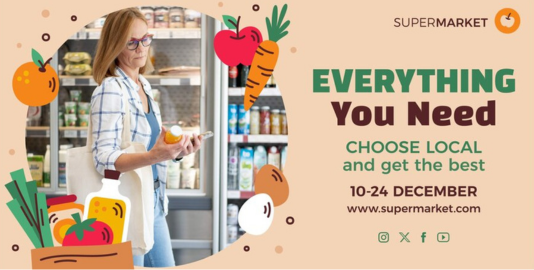 SUPERMARKET
EVERYTHING
You Need
CHOOSE LOCAL
and get the best
10-24 DECEMBER
www.supermarket.com